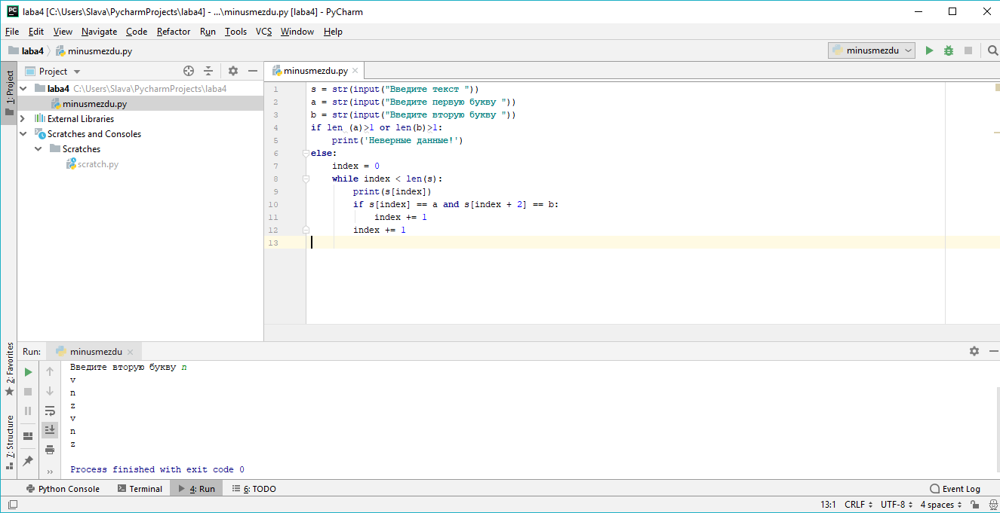 laba4 [C:\Users\Slava\PycharmProjects\laba4] - ...\minusmezdu.py [laba4] - PyCharm
File Edit View Navigate Code Refactor Run Tools VCS Window Help
laba4 minusmezdu.py
minusmezdu
1: Project
Project
laba4 C:\Users\Slava\PycharmProjects\laba4
minusmezdu.py
External Libraries
Scratches and Consoles
Scratches
scratch.py
minusmezdu.py
1 s = str(input("Введите текст "))
2 a = str(input("Введите первую букву "))
3 b = str(input("Введите вторую букву "))
4 if len (a)>1 or len(b)>1:
5 print('Неверные данные!')
6 else:
7 index = 0
8 while index < len(s):
9 print(s[index])
10 if s[index] == a and s[index + 2] == b:
11 index += 1
12 index += 1
13
2: Favorites
7: Structure
Run: minusmezdu
Введите вторую букву n
v
n
z
v
n
z
Process finished with exit code 0
Python Console Terminal 4: Run 6: TODO Event Log
13:1 CRLF UTF-8 4 spaces